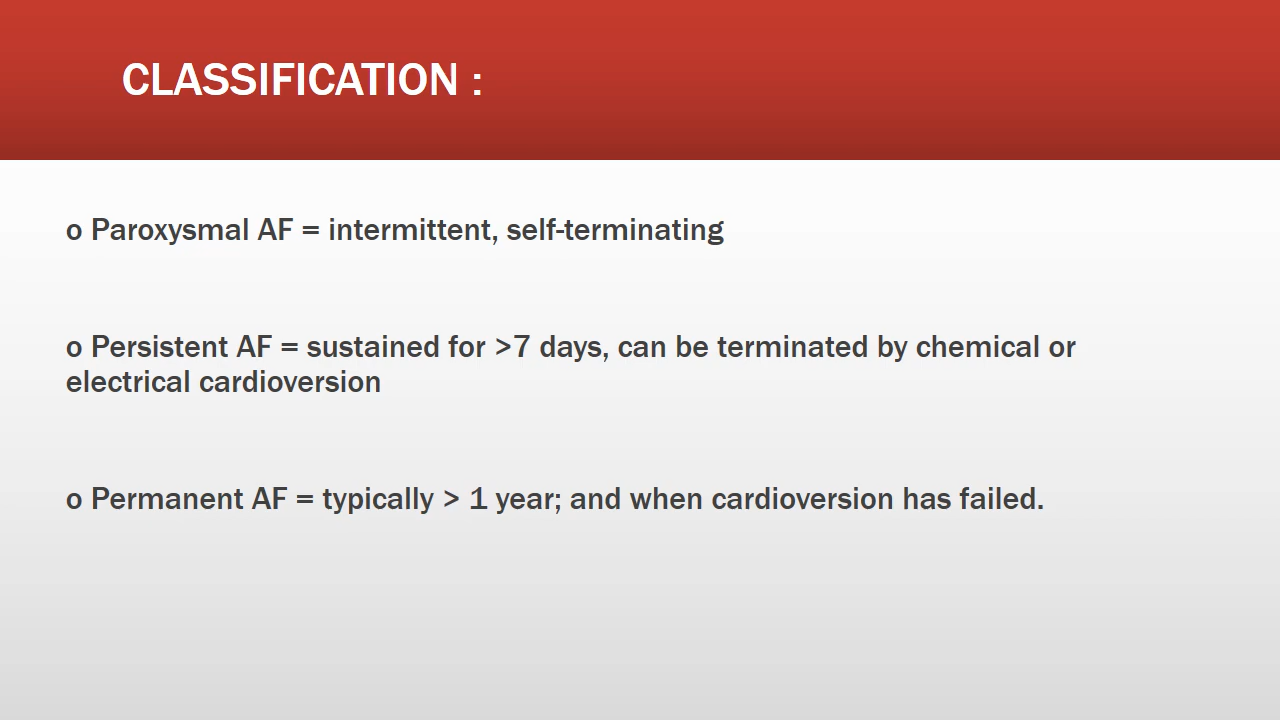 CLASSIFICATION :
o Paroxysmal AF = intermittent, self-terminating
o Persistent AF = sustained for >7 days, can be terminated by chemical or
electrical cardioversion
o Permanent AF = typically > 1 year; and when cardioversion has failed.